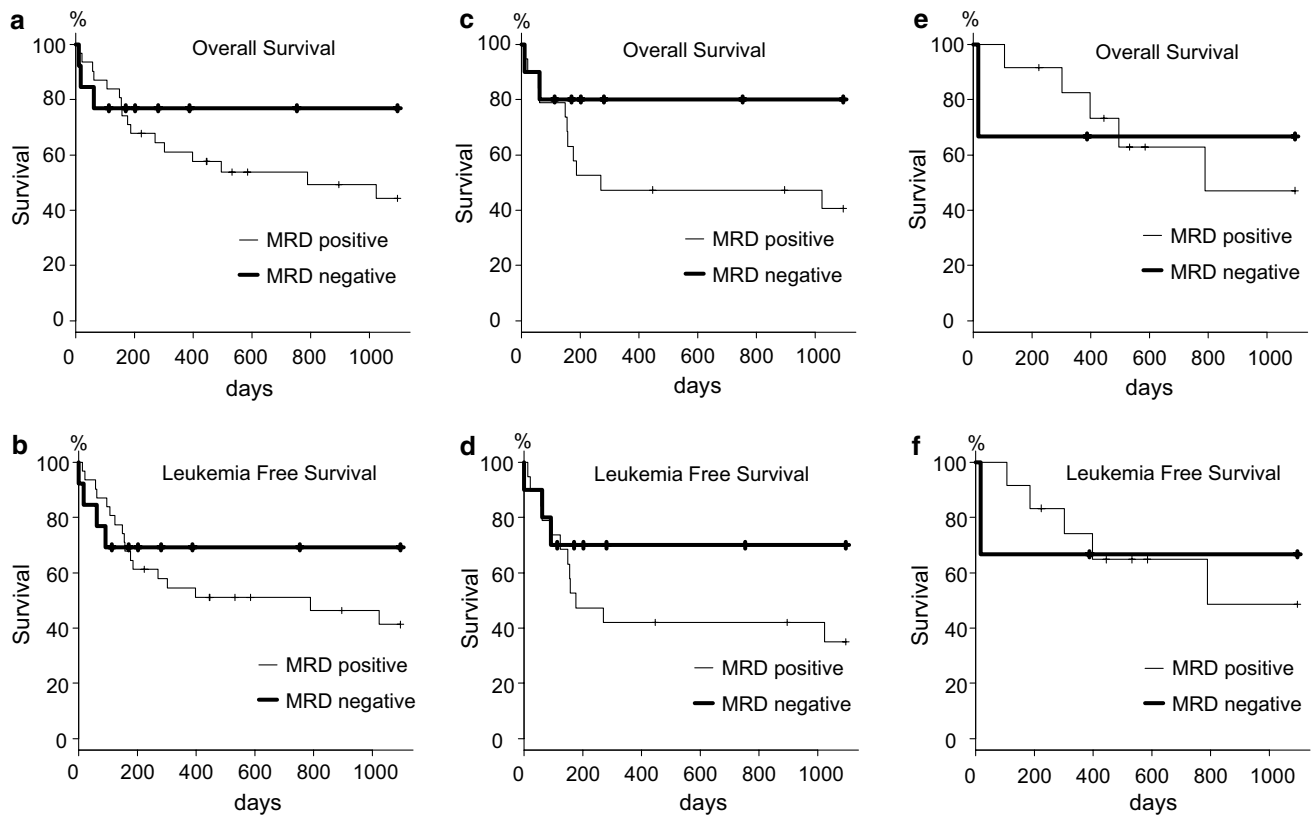 a
%
Overall Survival
100
80
60
40
20
0
Survival
MRD positive
MRD negative
0 200 400 600 800 1000
days
c
%
Overall Survival
100
80
60
40
20
0
Survival
MRD positive
MRD negative
0 200 400 600 800 1000
days
e
%
Overall Survival
100
80
60
40
20
0
Survival
MRD positive
MRD negative
0 200 400 600 800 1000
days
b
%
Leukemia Free Survival
100
80
60
40
20
0
Survival
MRD positive
MRD negative
0 200 400 600 800 1000
days
d
%
Leukemia Free Survival
100
80
60
40
20
0
Survival
MRD positive
MRD negative
0 200 400 600 800 1000
days
f
%
Leukemia Free Survival
100
80
60
40
20
0
Survival
MRD positive
MRD negative
0 200 400 600 800 1000
days